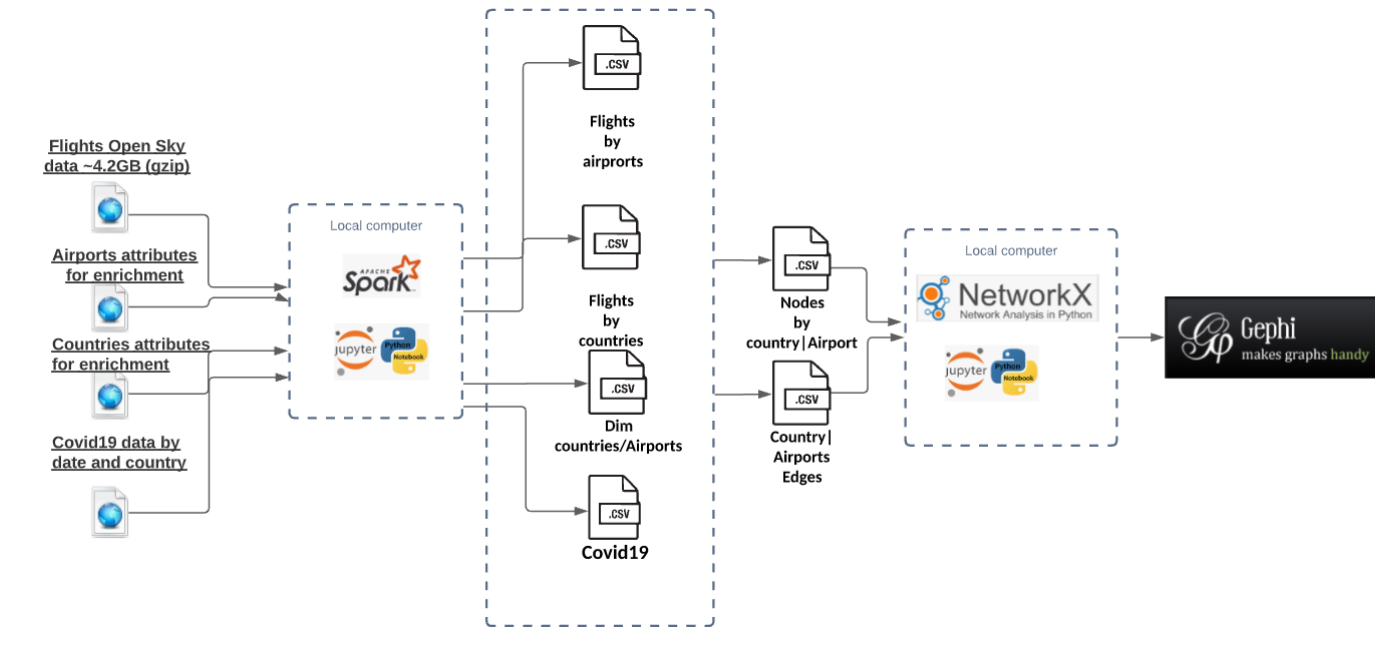 Flights Open Sky
data ~4.2GB (gzip)
Airports attributes
for enrichment
Countries attributes
for enrichment
Covid19 data by
date and country
Local computer
APACHE
Spark
jupyter
Python
Notebook
.CSV
Flights
by
airprorts
.CSV
Flights
by
countries
.CSV
Dim
countries/Airports
.CSV
Covid19
.CSV
Nodes
by
country|Airport
.CSV
Country|
Airports
Edges
Local computer
NetworkX
Network Analysis in Python
jupyter
Python
Notebook
Gephi
makes graphs handy